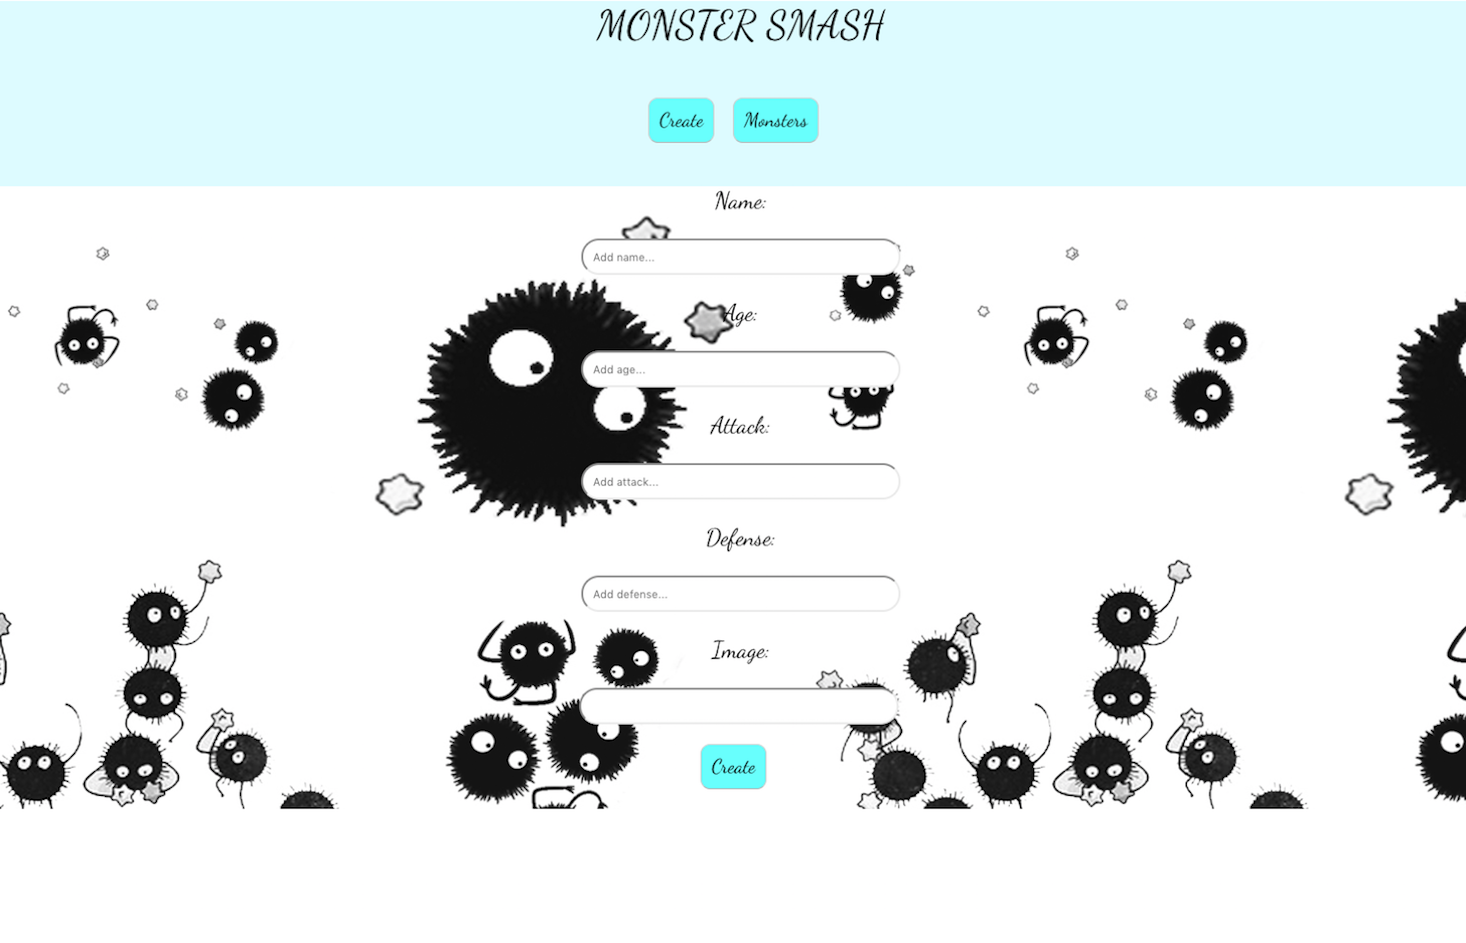 MONSTER SMASH
Create Monsters
Name:
Add name...
Age:
Add age...
Attack:
Add attack...
Defense:
Add defense...
Image:
Create